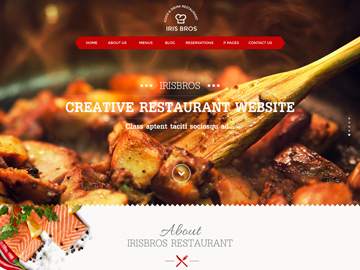 IRIS BROS
HOME ABOUT US MENUS BLOG RESERVATIONS PAGES CONTACT US
IRISBROS
CREATIVE RESTAURANT WEBSITE
Class aptent taciti sociosqu ad
About
IRISBROS RESTAURANT